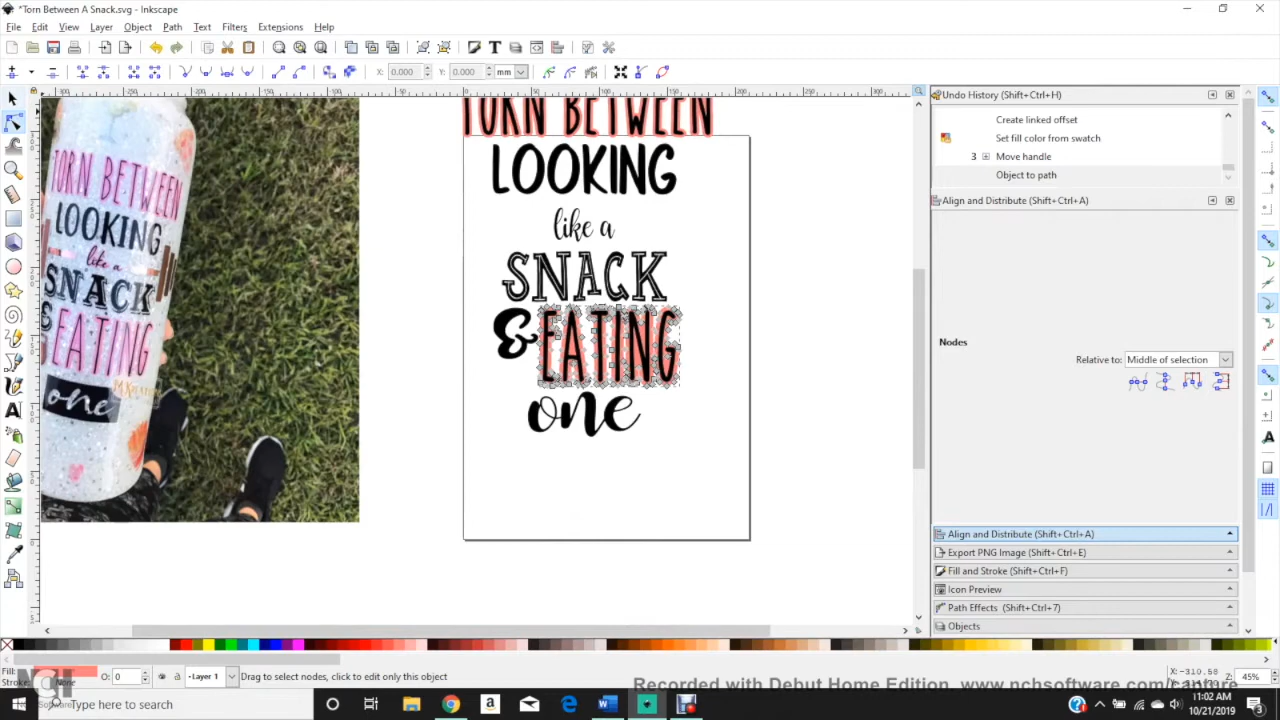 *Torn Between A Snack.svg - Inkscape
File Edit View Layer Object Path Text Filters Extensions Help
X: 0.000 Y: 0.000 mm
Undo History (Shift+Ctrl+H)
Create linked offset
Set fill color from swatch
3 Move handle
Object to path
Align and Distribute (Shift+Ctrl+A)
Nodes
Relative to: Middle of selection
TORN BETWEEN
LOOKING
like a
SNACK
&EATING
one
TORN BETWEEN
LOOKING
like a
SNACK
& EATING
one
Align and Distribute (Shift+Ctrl+A)
Export PNG Image (Shift+Ctrl+E)
Fill and Stroke (Shift+Ctrl+F)
Icon Preview
Path Effects (Shift+Ctrl+7)
Objects
Fill:
Stroke: None
O: 0
Layer 1
Drag to select nodes, click to edit only this object
X: -310.58
Z: 45%
NCH
Recorded with Debut Home Edition. www.nchsoftware.com/capture
Type here to search
11:02 AM
10/21/2019
3